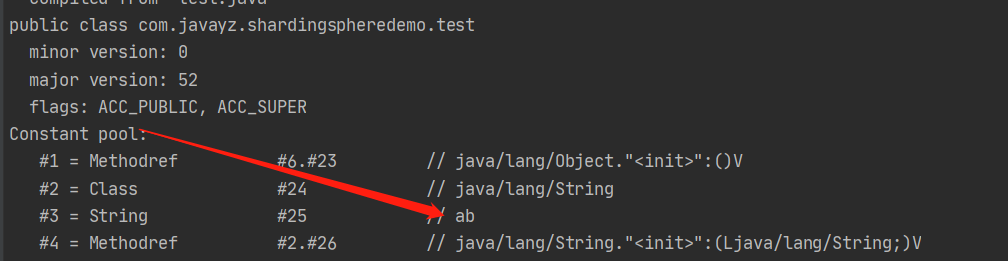 Compiled from "test.java"
public class com.javayz.shardingspheredemo.test
minor version: 0
major version: 52
flags: ACC_PUBLIC, ACC_SUPER
Constant pool:
#1 = Methodref #6.#23 // java/lang/Object."<init>":()V
#2 = Class #24 // java/lang/String
#3 = String #25 // ab
#4 = Methodref #2.#26 // java/lang/String."<init>":(Ljava/lang/String;)V